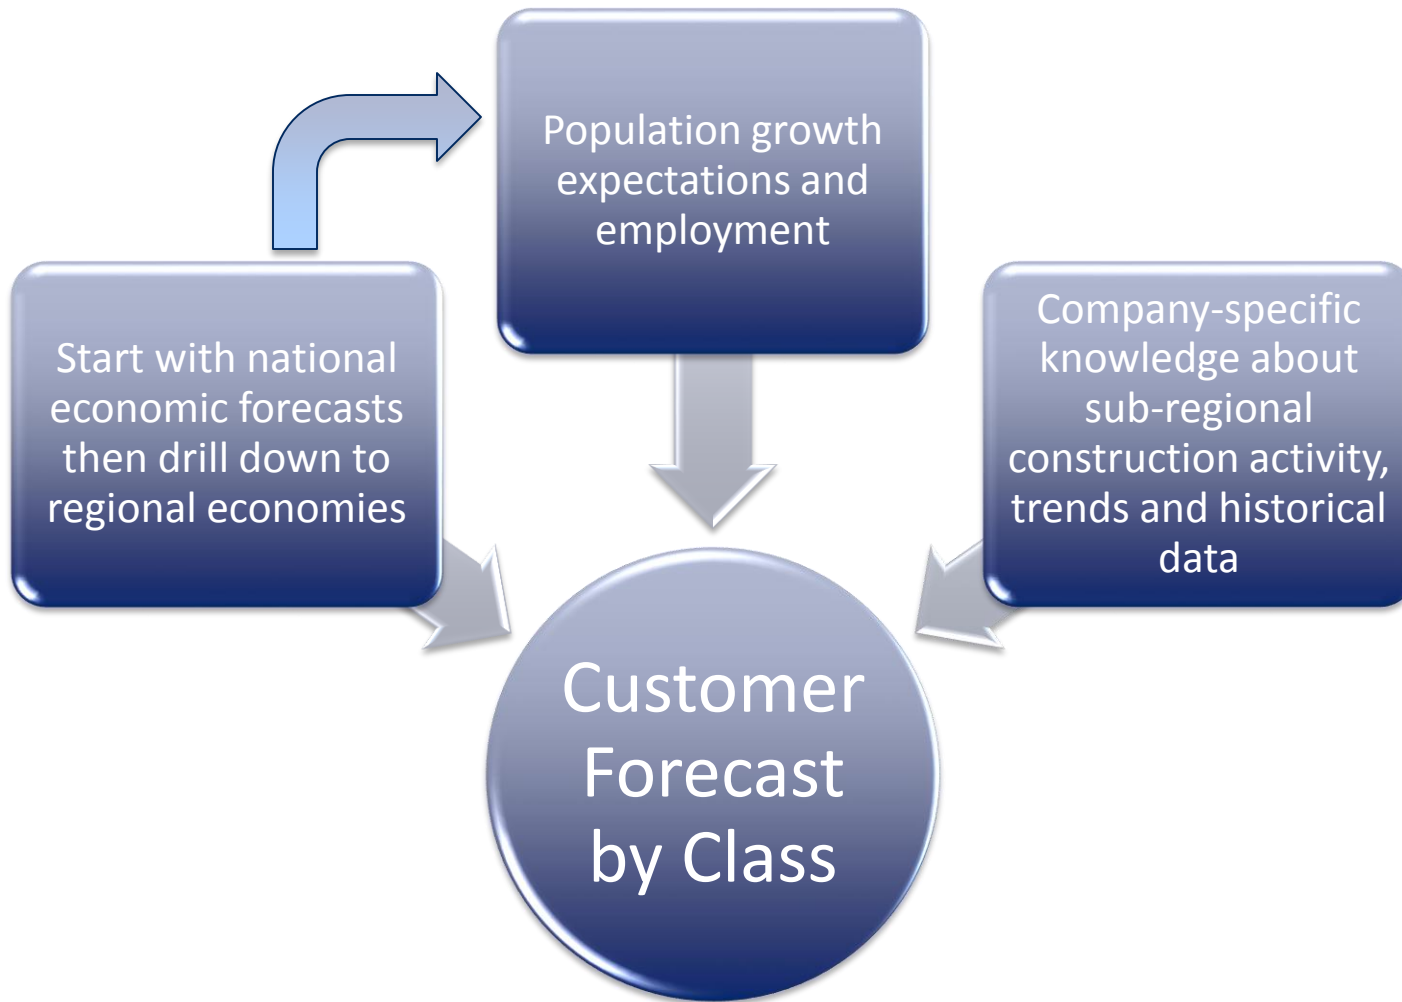 Population growth
expectations and
employment
Start with national
economic forecasts
then drill down to
regional economies
Company-specific
knowledge about
sub-regional
construction activity,
trends and historical
data
Customer
Forecast
by Class